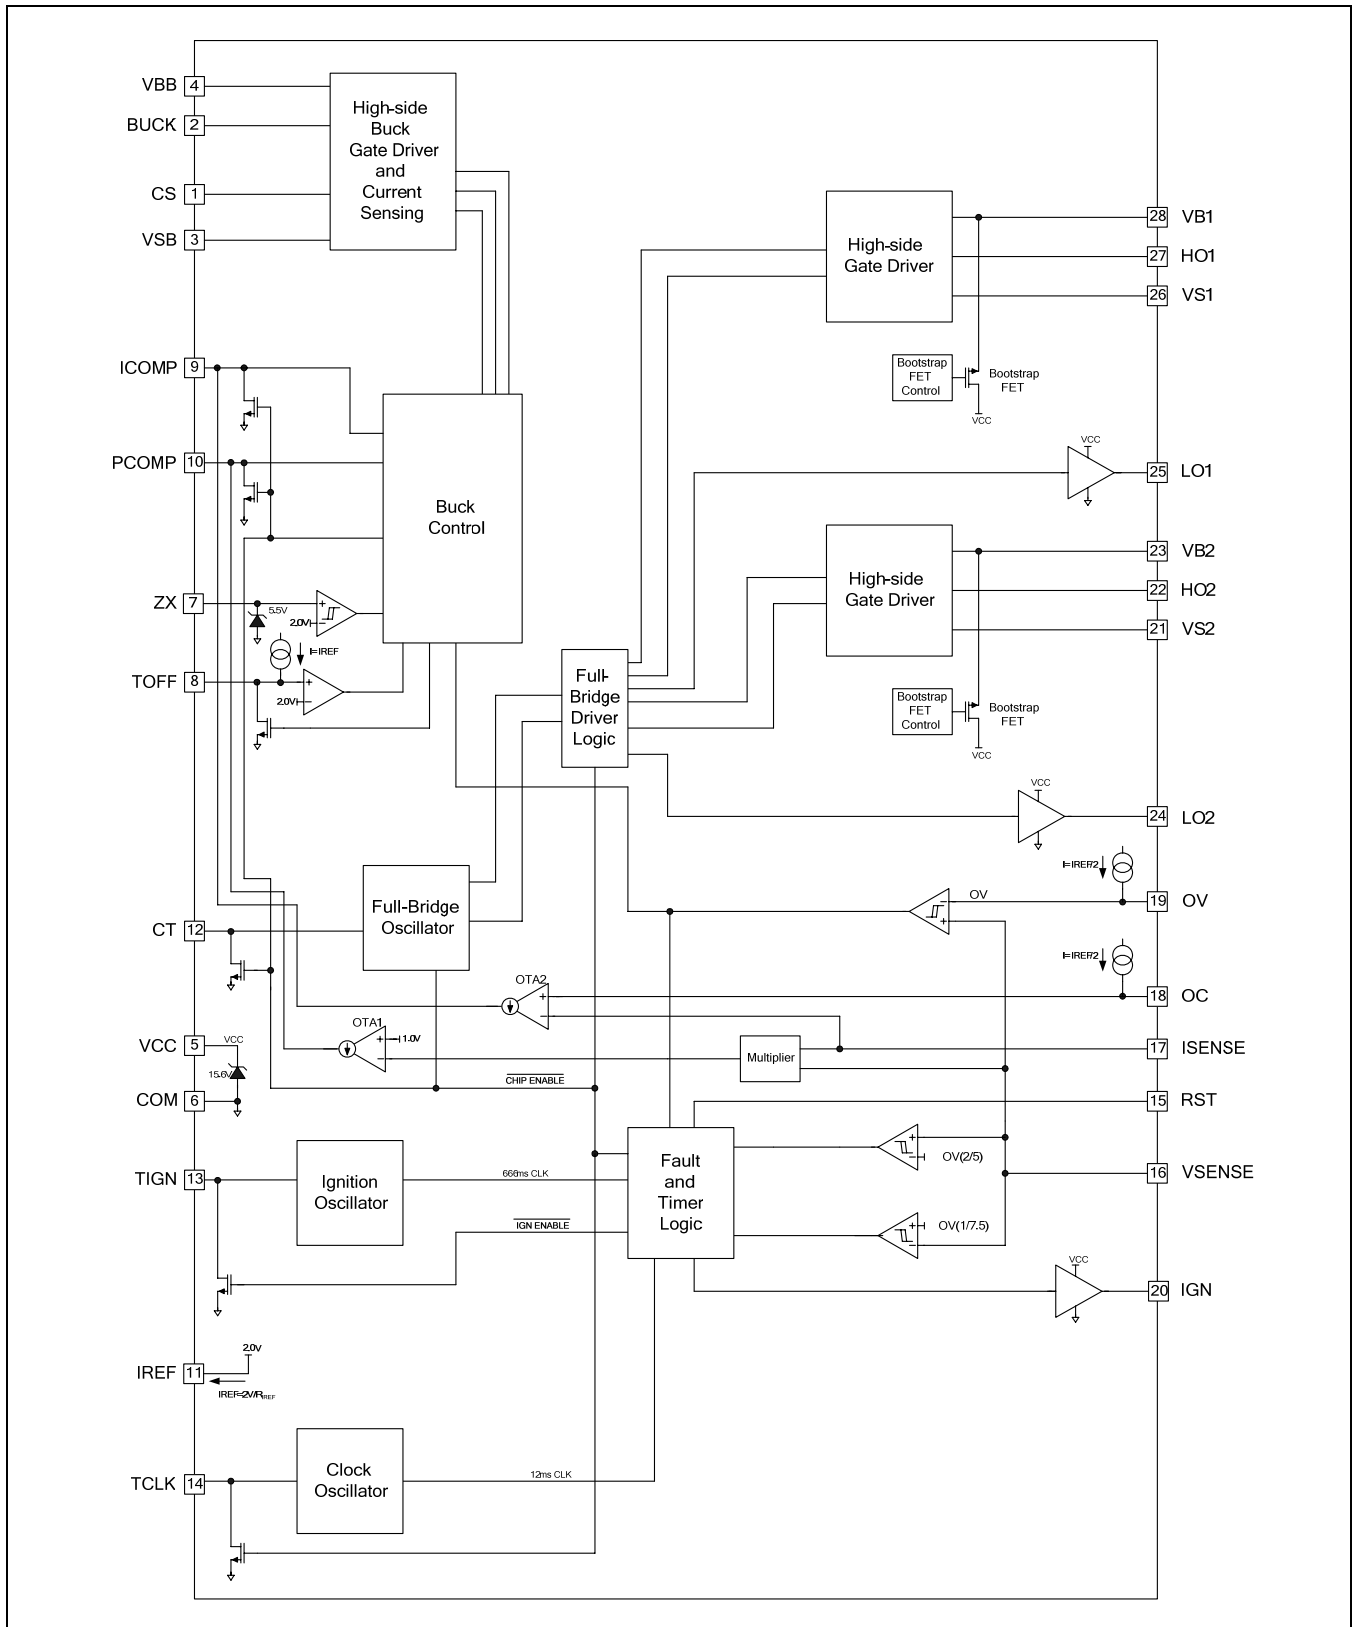 VBB
4
BUCK
2
CS
1
VSB
3
High-side
Buck
Gate Driver
and
Current
Sensing
High-side
Gate Driver
28
VB1
27
HO1
26
VS1
Bootstrap
FET
Control
Bootstrap
FET
VCC
ICOMP
9
PCOMP
10
Buck
Control
VCC
25
LO1
High-side
Gate Driver
23
VB2
22
HO2
21
VS2
ZX
7
5.5V
+
2.0V
−
I=IREF
TOFF
8
+
2.0V
−
Full-
Bridge
Driver
Logic
Bootstrap
FET
Control
Bootstrap
FET
VCC
VCC
24
LO2
I=IREF/2
OV
−
+
19
OV
Full-Bridge
Oscillator
CT
12
I=IREF/2
OTA2
+
−
18
OC
OTA1
+
1.0V
−
Multiplier
17
ISENSE
VCC
5
VCC
15.6V
COM
6
CHIP ENABLE
15
RST
Fault
and
Timer
Logic
+
−
OV(2/5)
16
VSENSE
+
−
OV(1/7.5)
TIGN
13
Ignition
Oscillator
666ms CLK
IGN ENABLE
VCC
20
IGN
IREF
11
2.0V
IREF=2V/RIREF
TCLK
14
Clock
Oscillator
12ms CLK